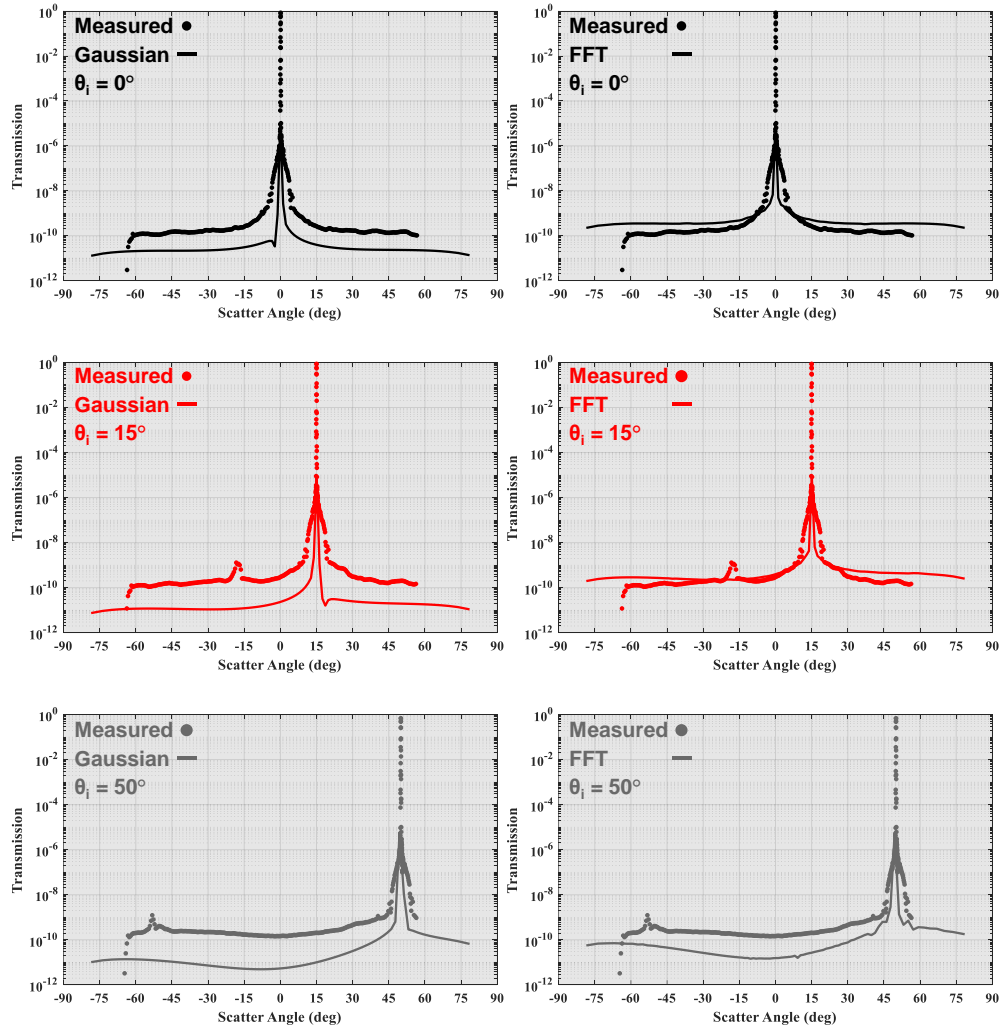 Measured
Gaussian
θi = 0°
10^0
10^-2
10^-4
10^-6
10^-8
10^-10
10^-12
Transmission
-90 -75 -60 -45 -30 -15 0 15 30 45 60 75 90
Scatter Angle (deg)
Measured
FFT
θi = 0°
10^0
10^-2
10^-4
10^-6
10^-8
10^-10
10^-12
Transmission
-90 -75 -60 -45 -30 -15 0 15 30 45 60 75 90
Scatter Angle (deg)
Measured
Gaussian
θi = 15°
10^0
10^-2
10^-4
10^-6
10^-8
10^-10
10^-12
Transmission
-90 -75 -60 -45 -30 -15 0 15 30 45 60 75 90
Scatter Angle (deg)
Measured
FFT
θi = 15°
10^0
10^-2
10^-4
10^-6
10^-8
10^-10
10^-12
Transmission
-90 -75 -60 -45 -30 -15 0 15 30 45 60 75 90
Scatter Angle (deg)
Measured
Gaussian
θi = 50°
10^0
10^-2
10^-4
10^-6
10^-8
10^-10
10^-12
Transmission
-90 -75 -60 -45 -30 -15 0 15 30 45 60 75 90
Scatter Angle (deg)
Measured
FFT
θi = 50°
10^0
10^-2
10^-4
10^-6
10^-8
10^-10
10^-12
Transmission
-90 -75 -60 -45 -30 -15 0 15 30 45 60 75 90
Scatter Angle (deg)